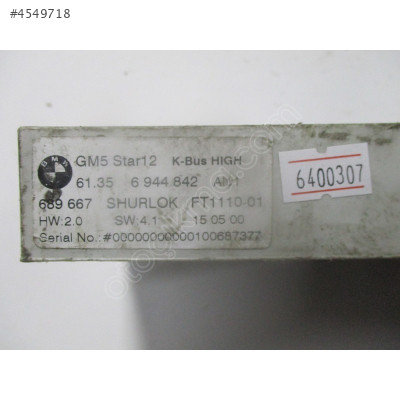 #4549718
BMW
GM5 Star12 K-Bus HIGH
61.35 6 944 842
6400307
689 667 SHURLOK FT1110-01
HW:2.0 SW:4.1 15 05 00
Serial No. #00000000000100687377